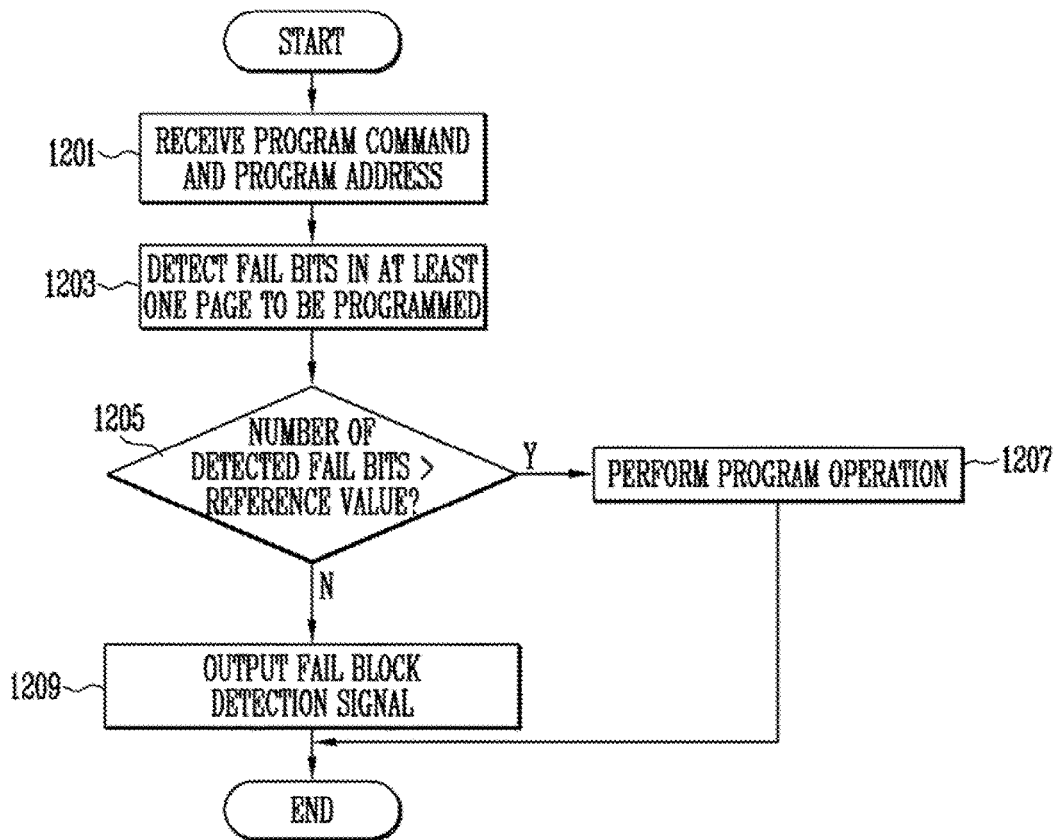 START
1201
RECEIVE PROGRAM COMMAND
AND PROGRAM ADDRESS
1203
DETECT FAIL BITS IN AT LEAST
ONE PAGE TO BE PROGRAMMED
1205
NUMBER OF
DETECTED FAIL BITS >
REFERENCE VALUE?
Y
PERFORM PROGRAM OPERATION
1207
N
1209
OUTPUT FAIL BLOCK
DETECTION SIGNAL
END